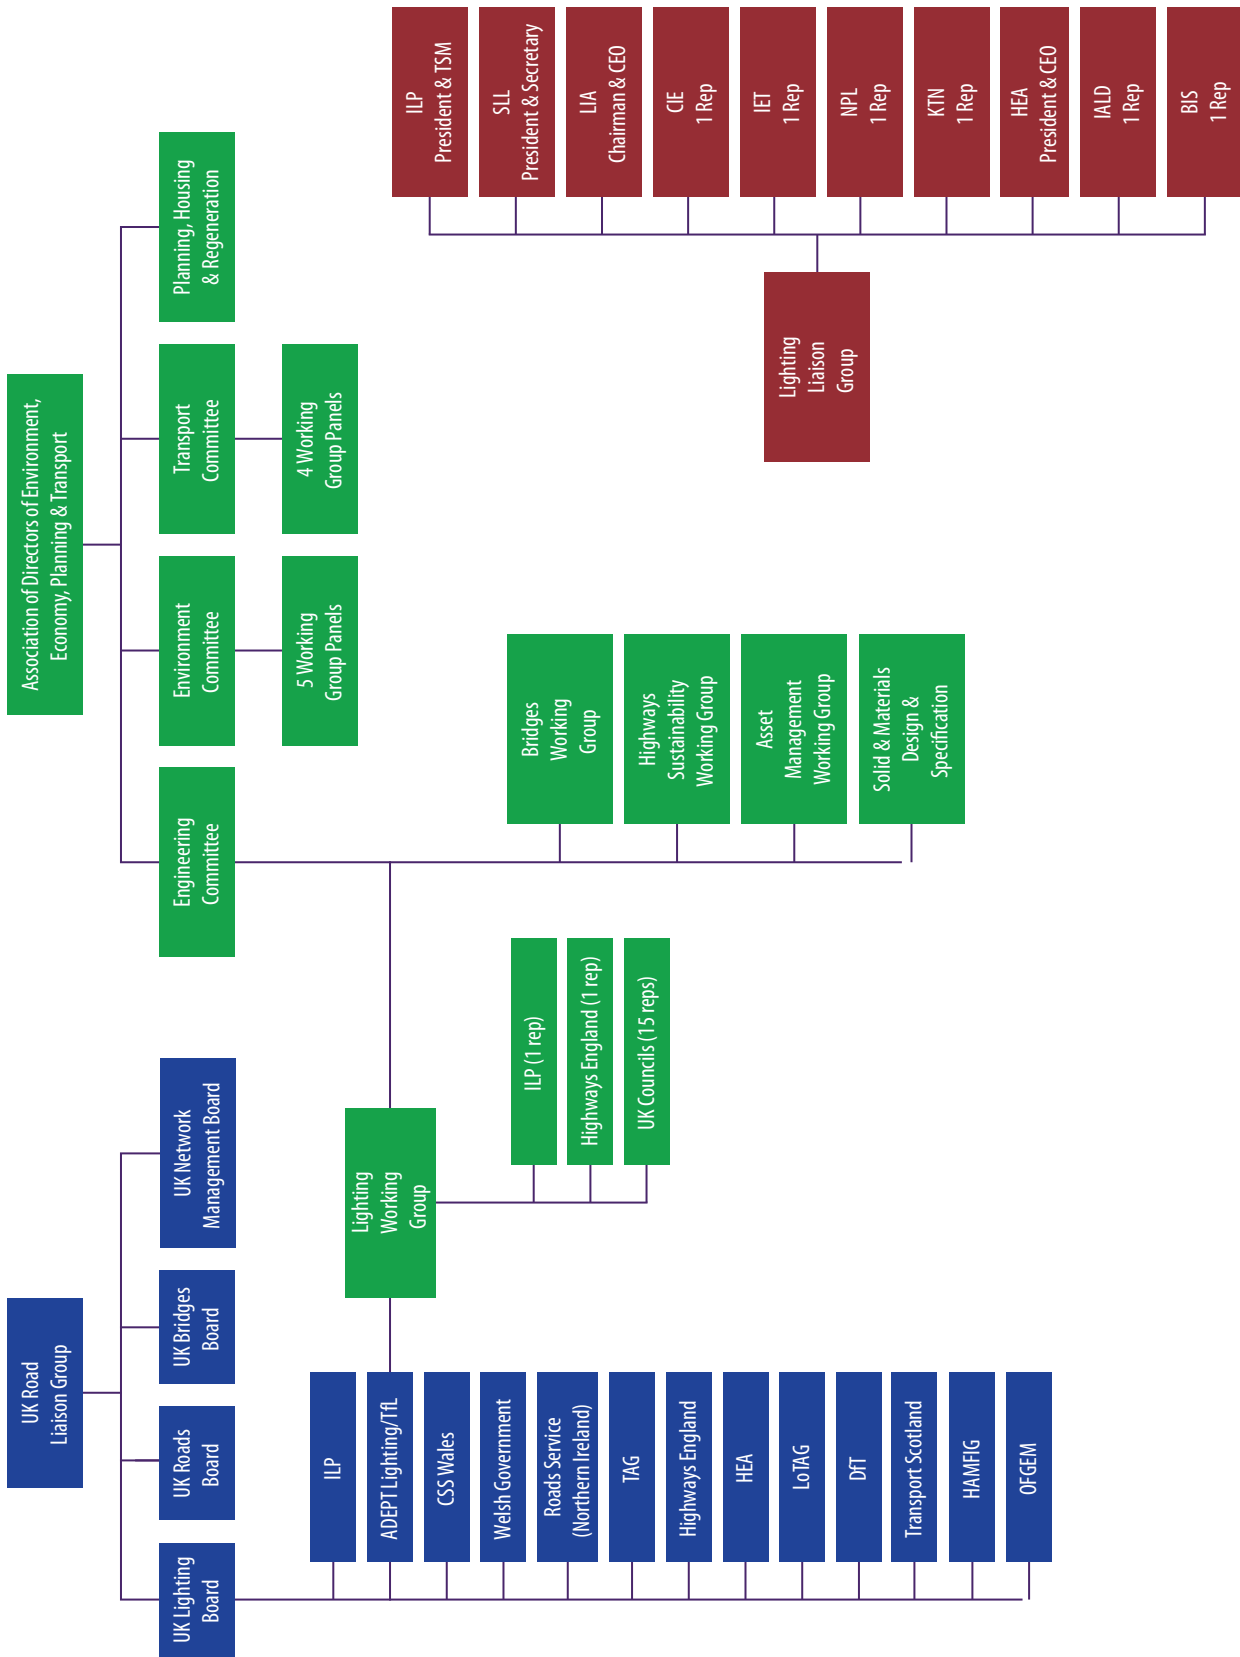 UK Road
Liaison Group
UK Lighting
Board
UK Roads
Board
UK Bridges
Board
UK Network
Management Board
ILP
ADEPT Lighting/TfL
CSS Wales
Welsh Government
Roads Service
(Northern Ireland)
TAG
Highways England
HEA
LoTAG
DfT
Transport Scotland
HAMFIG
OFGEM
Association of Directors of Environment,
Economy, Planning & Transport
Engineering
Committee
Environment
Committee
Transport
Committee
Planning, Housing
& Regeneration
5 Working
Group Panels
4 Working
Group Panels
Lighting
Working
Group
ILP (1 rep)
Highways England (1 rep)
UK Councils (15 reps)
Bridges
Working
Group
Highways
Sustainability
Working Group
Asset
Management
Working Group
Solid & Materials
Design &
Specification
Lighting
Liaison
Group
ILP
President & TSM
SLL
President & Secretary
LIA
Chairman & CEO
CIE
1 Rep
IET
1 Rep
NPL
1 Rep
KTN
1 Rep
HEA
President & CEO
IALD
1 Rep
BIS
1 Rep